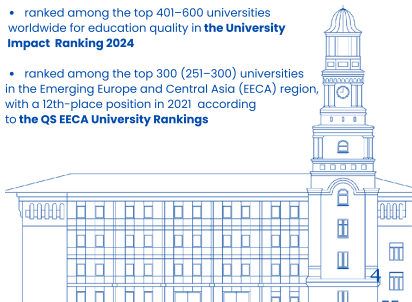 • ranked among the top 401–600 universities
worldwide for education quality in the University
Impact Ranking 2024
• ranked among the top 300 (251–300) universities
in the Emerging Europe and Central Asia (EECA) region,
with a 12th-place position in 2021 according
to the QS EECA University Rankings
4